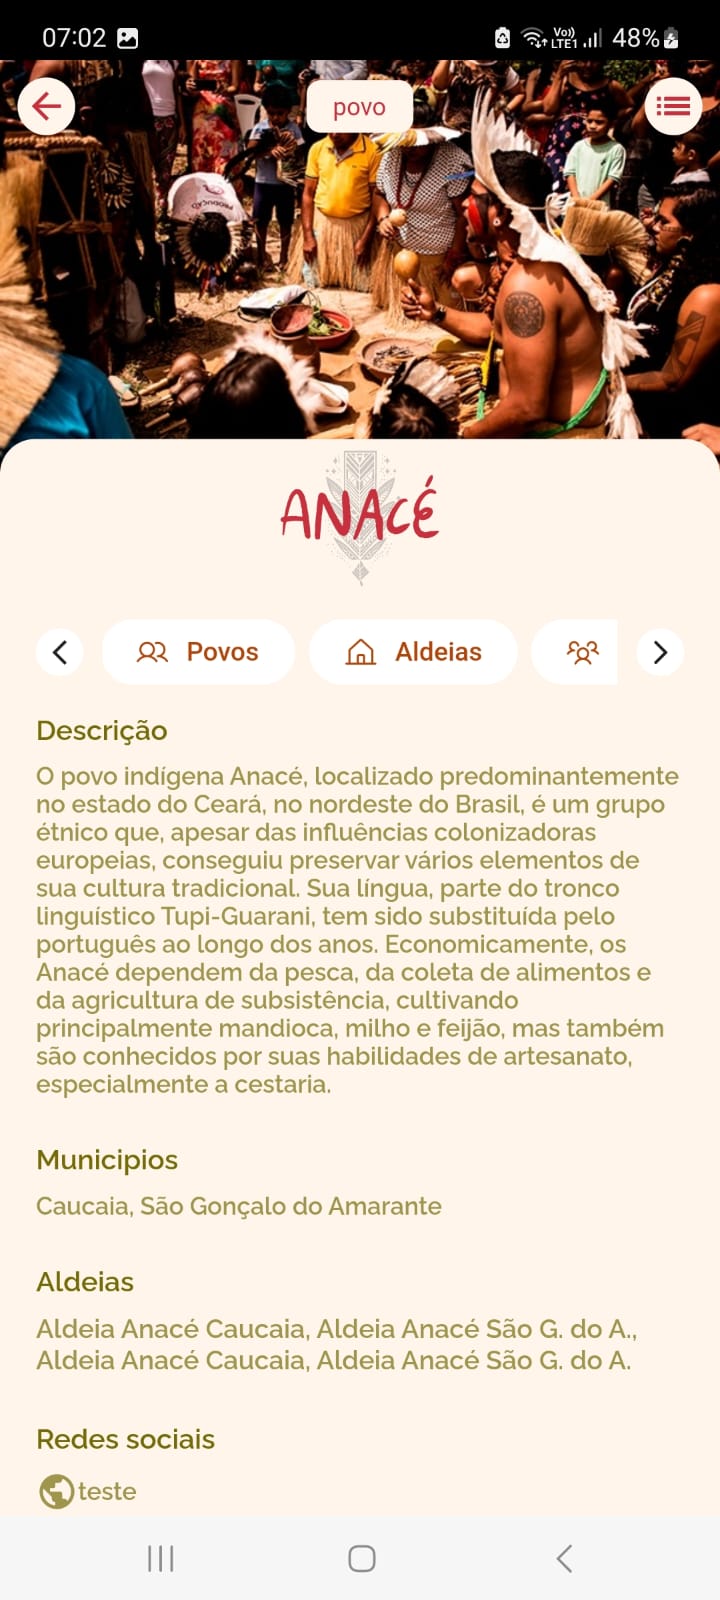 07:02
Vo))
LTE1
48%
povo
PRODUÇÃO
ANACÉ
Povos
Aldeias
Descrição
O povo indígena Anacé, localizado predominantemente
no estado do Ceará, no nordeste do Brasil, é um grupo
étnico que, apesar das influências colonizadoras
europeias, conseguiu preservar vários elementos de
sua cultura tradicional. Sua língua, parte do tronco
linguístico Tupi-Guarani, tem sido substituída pelo
português ao longo dos anos. Economicamente, os
Anacé dependem da pesca, da coleta de alimentos e
da agricultura de subsistência, cultivando
principalmente mandioca, milho e feijão, mas também
são conhecidos por suas habilidades de artesanato,
especialmente a cestaria.
Municipios
Caucaia, São Gonçalo do Amarante
Aldeias
Aldeia Anacé Caucaia, Aldeia Anacé São G. do A.,
Aldeia Anacé Caucaia, Aldeia Anacé São G. do A.
Redes sociais
teste